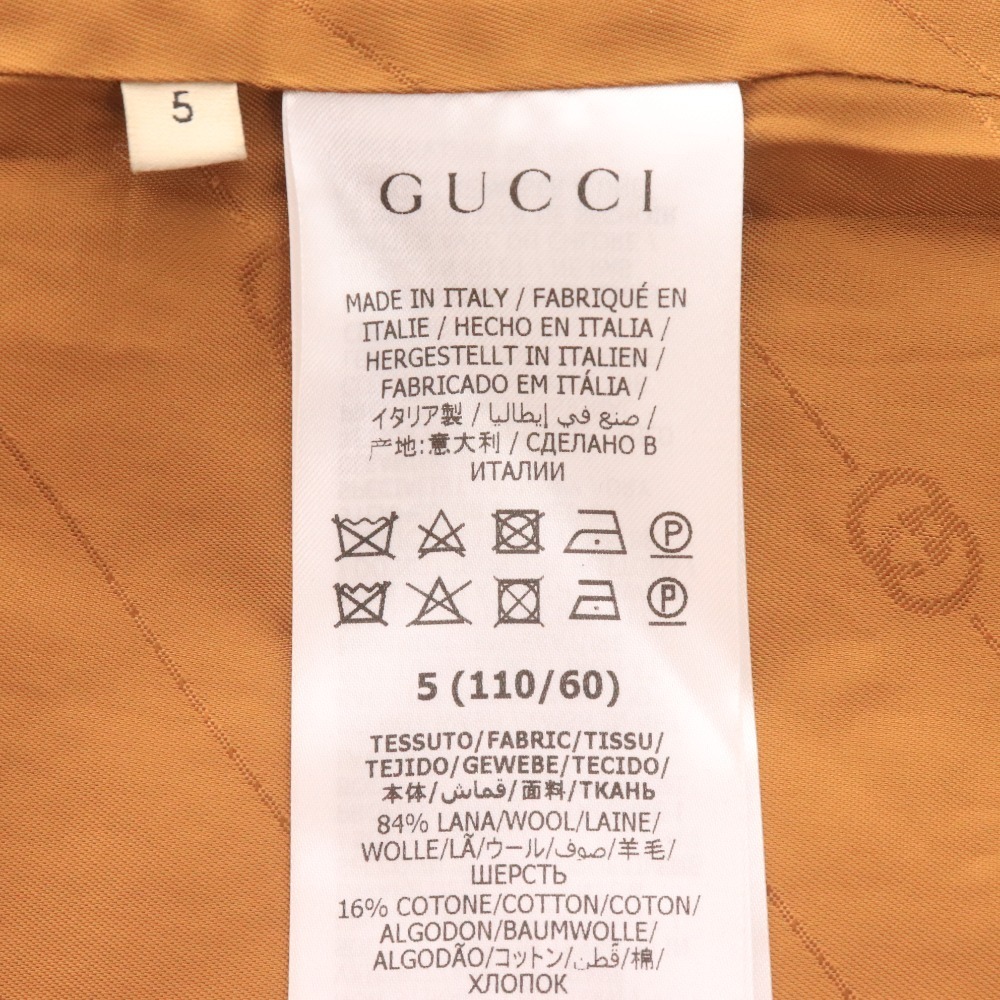 5
GUCCI
MADE IN ITALY / FABRIQUÉ EN
ITALIE / HECHO EN ITALIA /
HERGESTELLT IN ITALIEN /
FABRICADO EM ITÁLIA /
イタリア製 / صنع في إيطاليا /
产地:意大利 / СДЕЛАНО В
ИТАЛИИ
P
P
5 (110/60)
TESSUTO/FABRIC/TISSU/
TEJIDO/GEWEBE/TECIDO/
本体/قماش/面料/ТКАНЬ
84% LANA/WOOL/LAINE/
WOLLE/LÃ/ウール/صوف/羊毛/
ШЕРСТЬ
16% COTONE/COTTON/COTON/
ALGODON/BAUMWOLLE/
ALGODÃO/コットン/قطن/棉/
ХЛОПОК